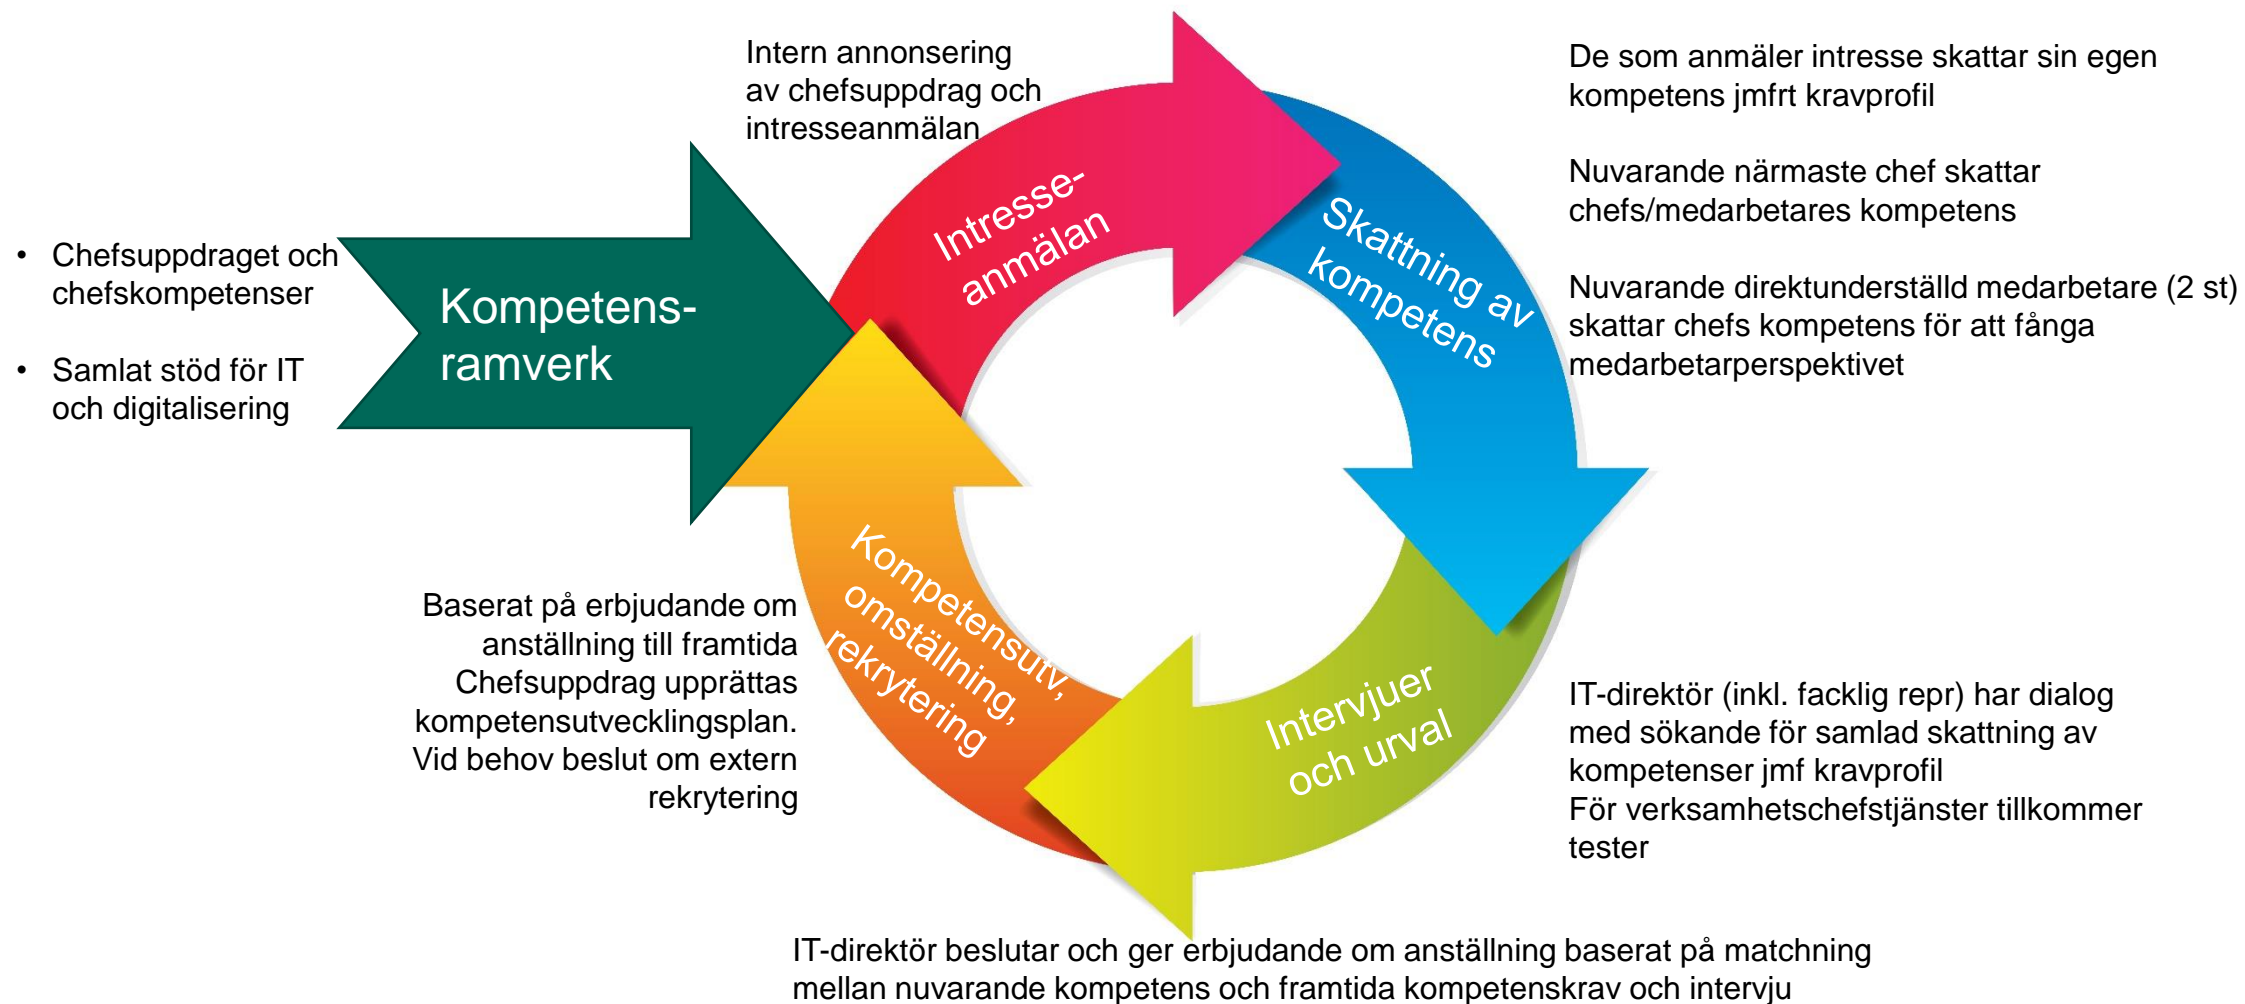 • Chefsuppdraget och
chefskompetenser
• Samlat stöd för IT
och digitalisering
Kompetens-
ramverk
Intern annonsering
av chefsuppdrag och
intresseanmälan
Intresse-
anmälan
Skattning av
kompetens
De som anmäler intresse skattar sin egen
kompetens jmfrt kravprofil
Nuvarande närmaste chef skattar
chefs/medarbetares kompetens
Nuvarande direktunderställd medarbetare (2 st)
skattar chefs kompetens för att fånga
medarbetarperspektivet
Intervjuer
och urval
IT-direktör (inkl. facklig repr) har dialog
med sökande för samlad skattning av
kompetenser jmf kravprofil
För verksamhetschefstjänster tillkommer
tester
IT-direktör beslutar och ger erbjudande om anställning baserat på matchning
mellan nuvarande kompetens och framtida kompetenskrav och intervju
Kompetensutv,
omställning,
rekrytering
Baserat på erbjudande om
anställning till framtida
Chefsuppdrag upprättas
kompetensutvecklingsplan.
Vid behov beslut om extern
rekrytering